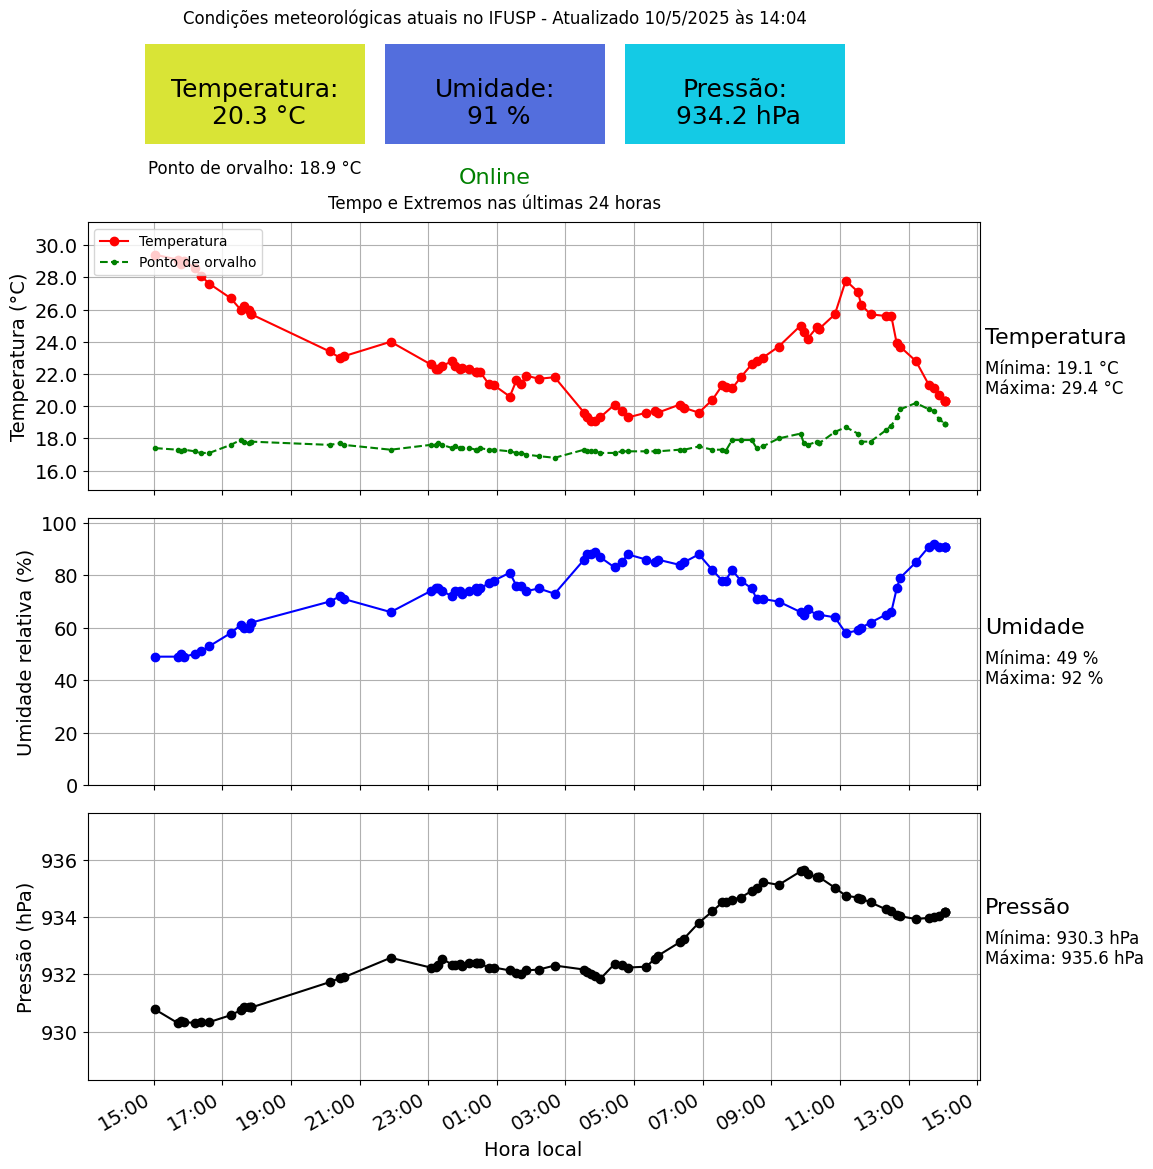 Condições meteorológicas atuais no IFUSP - Atualizado 10/5/2025 às 14:04
Temperatura:
20.3 °C
Umidade:
91 %
Pressão:
934.2 hPa
Ponto de orvalho: 18.9 °C
Online
Tempo e Extremos nas últimas 24 horas
Temperatura (°C)
30.0
28.0
26.0
24.0
22.0
20.0
18.0
16.0
Temperatura
Ponto de orvalho
Temperatura
Mínima: 19.1 °C
Máxima: 29.4 °C
Umidade relativa (%)
100
80
60
40
20
0
Umidade
Mínima: 49 %
Máxima: 92 %
Pressão (hPa)
936
934
932
930
Pressão
Mínima: 930.3 hPa
Máxima: 935.6 hPa
15:00 17:00 19:00 21:00 23:00 01:00 03:00 05:00 07:00 09:00 11:00 13:00 15:00
Hora local